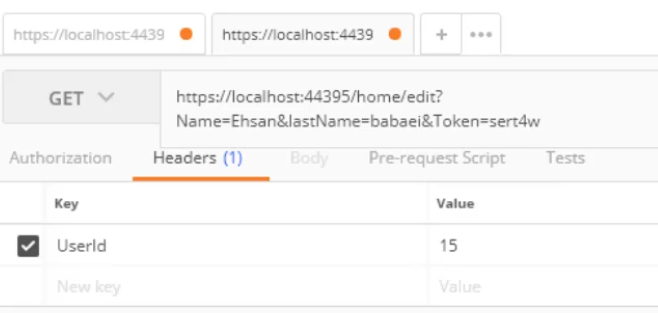 https://localhost:4439 https://localhost:4439 + •••
GET https://localhost:44395/home/edit?
Name=Ehsan&lastName=babaei&Token=sert4w
Authorization Headers (1) Body Pre-request Script Tests
Key Value
UserId 15
New key Value